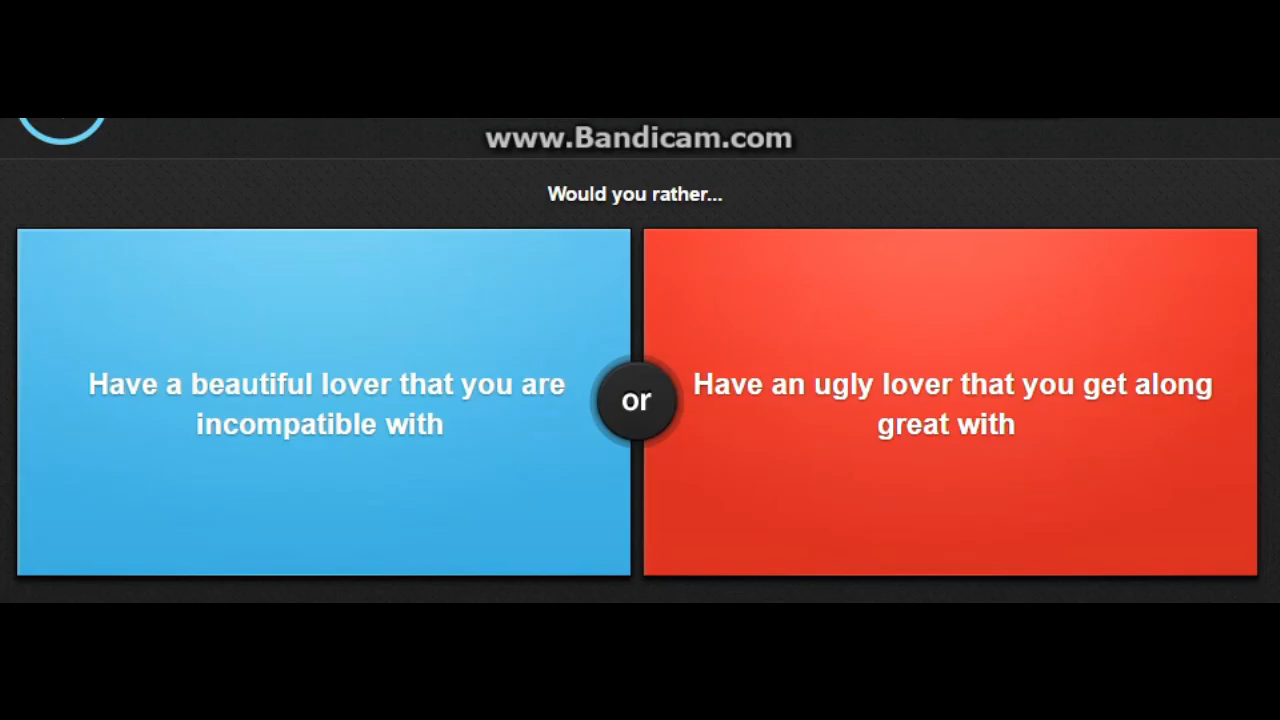 www.Bandicam.com
Would you rather...
Have a beautiful lover that you are
incompatible with
or
Have an ugly lover that you get along
great with